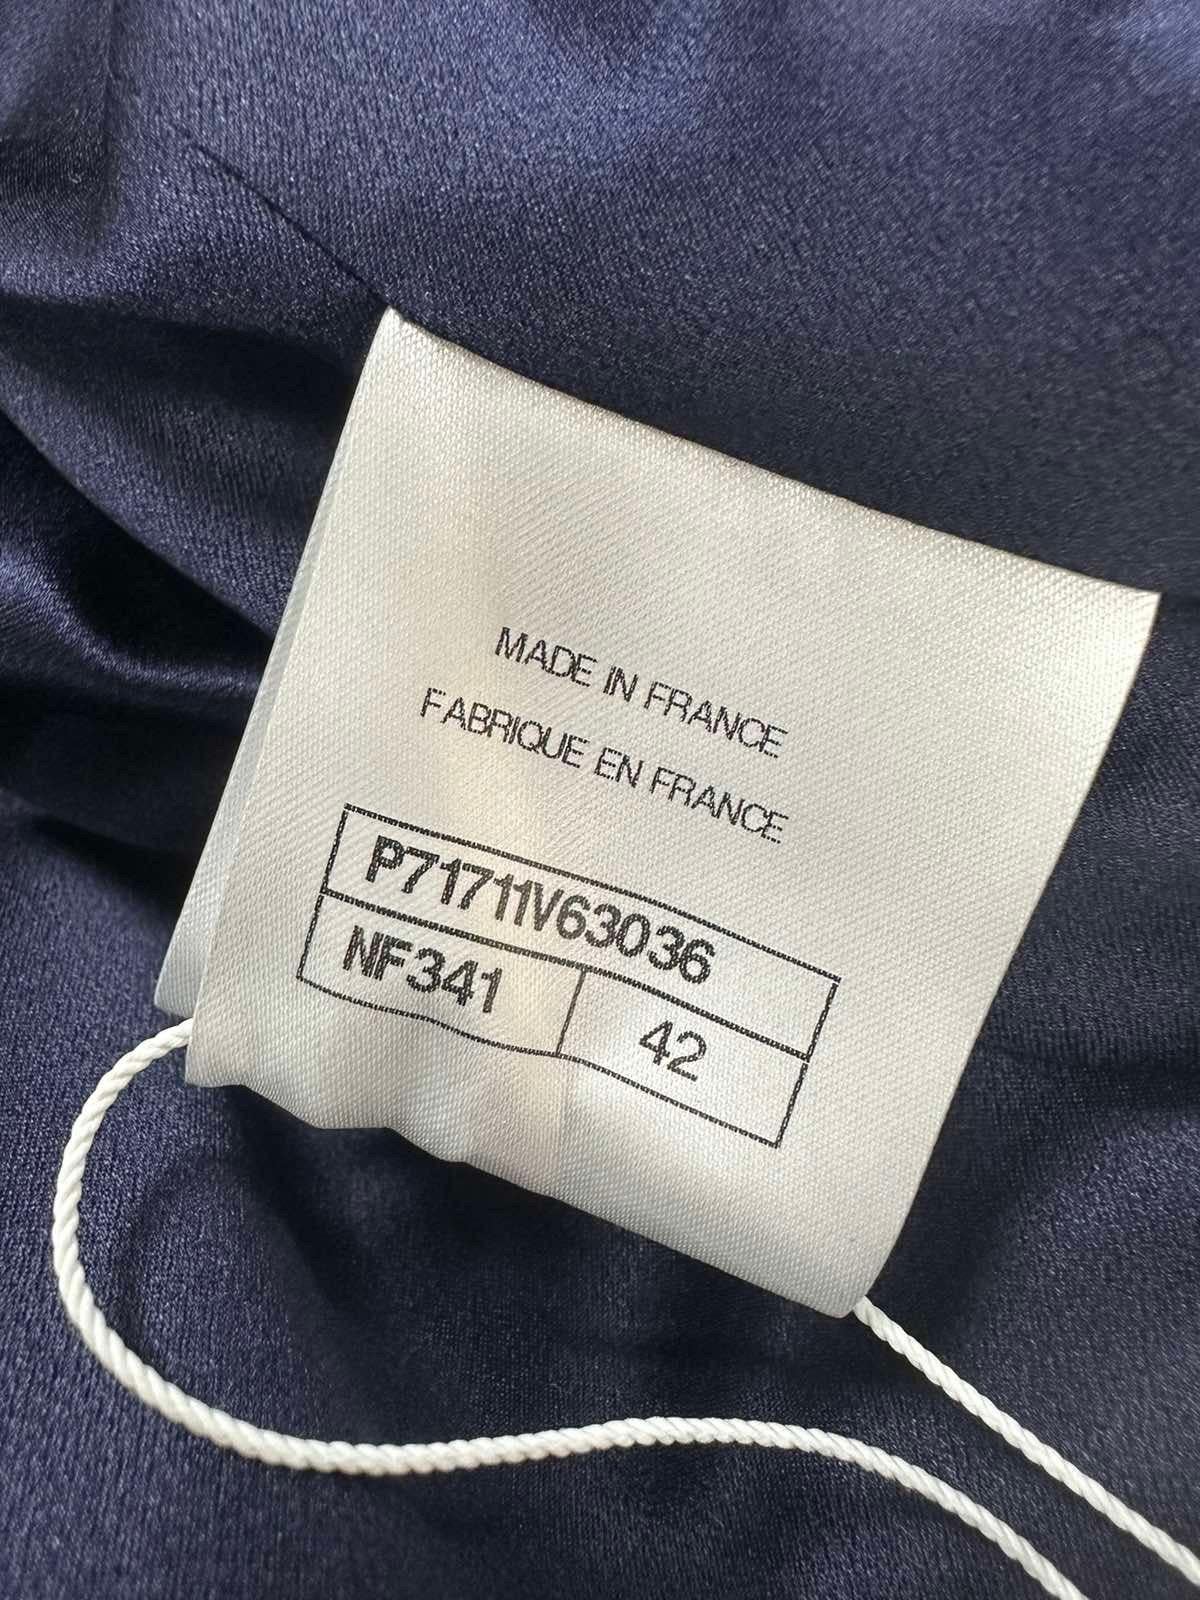 MADE IN FRANCE
FABRIQUE EN FRANCE
P71711V63036
NF341 42